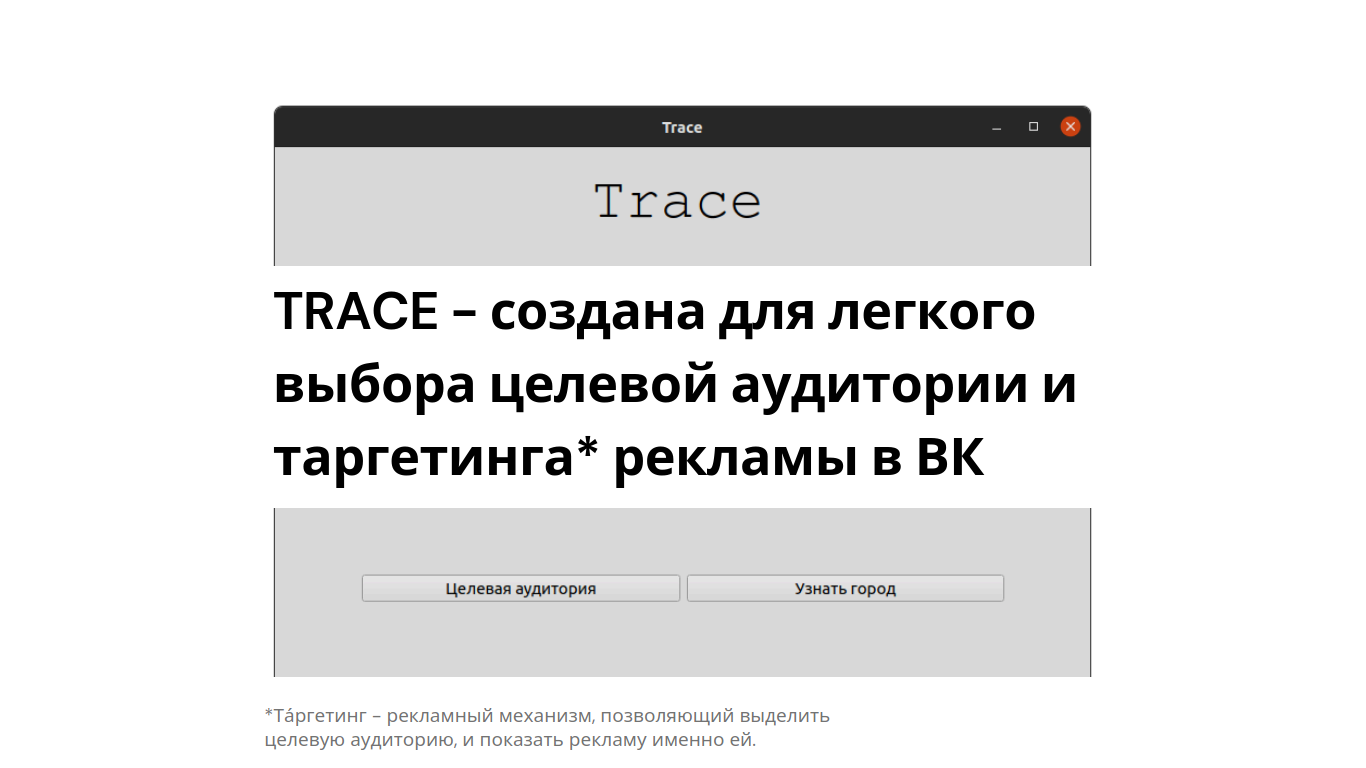 Trace
Trace
TRACE – создана для легкого
выбора целевой аудитории и
таргетинга* рекламы в ВК
Целевая аудитория
Узнать город
*Та́ргетинг – рекламный механизм, позволяющий выделить
целевую аудиторию, и показать рекламу именно ей.